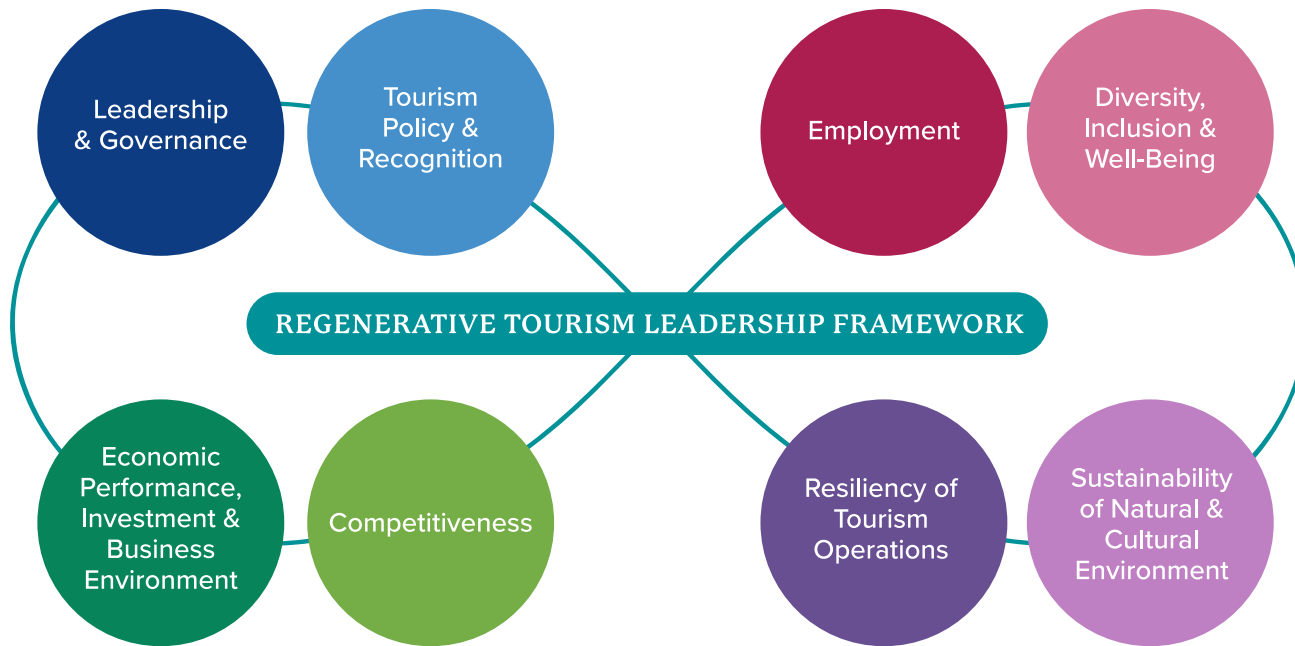 Leadership
& Governance
Tourism
Policy &
Recognition
Employment
Diversity,
Inclusion &
Well-Being
REGENERATIVE TOURISM LEADERSHIP FRAMEWORK
Economic
Performance,
Investment &
Business
Environment
Competitiveness
Resiliency of
Tourism
Operations
Sustainability
of Natural &
Cultural
Environment